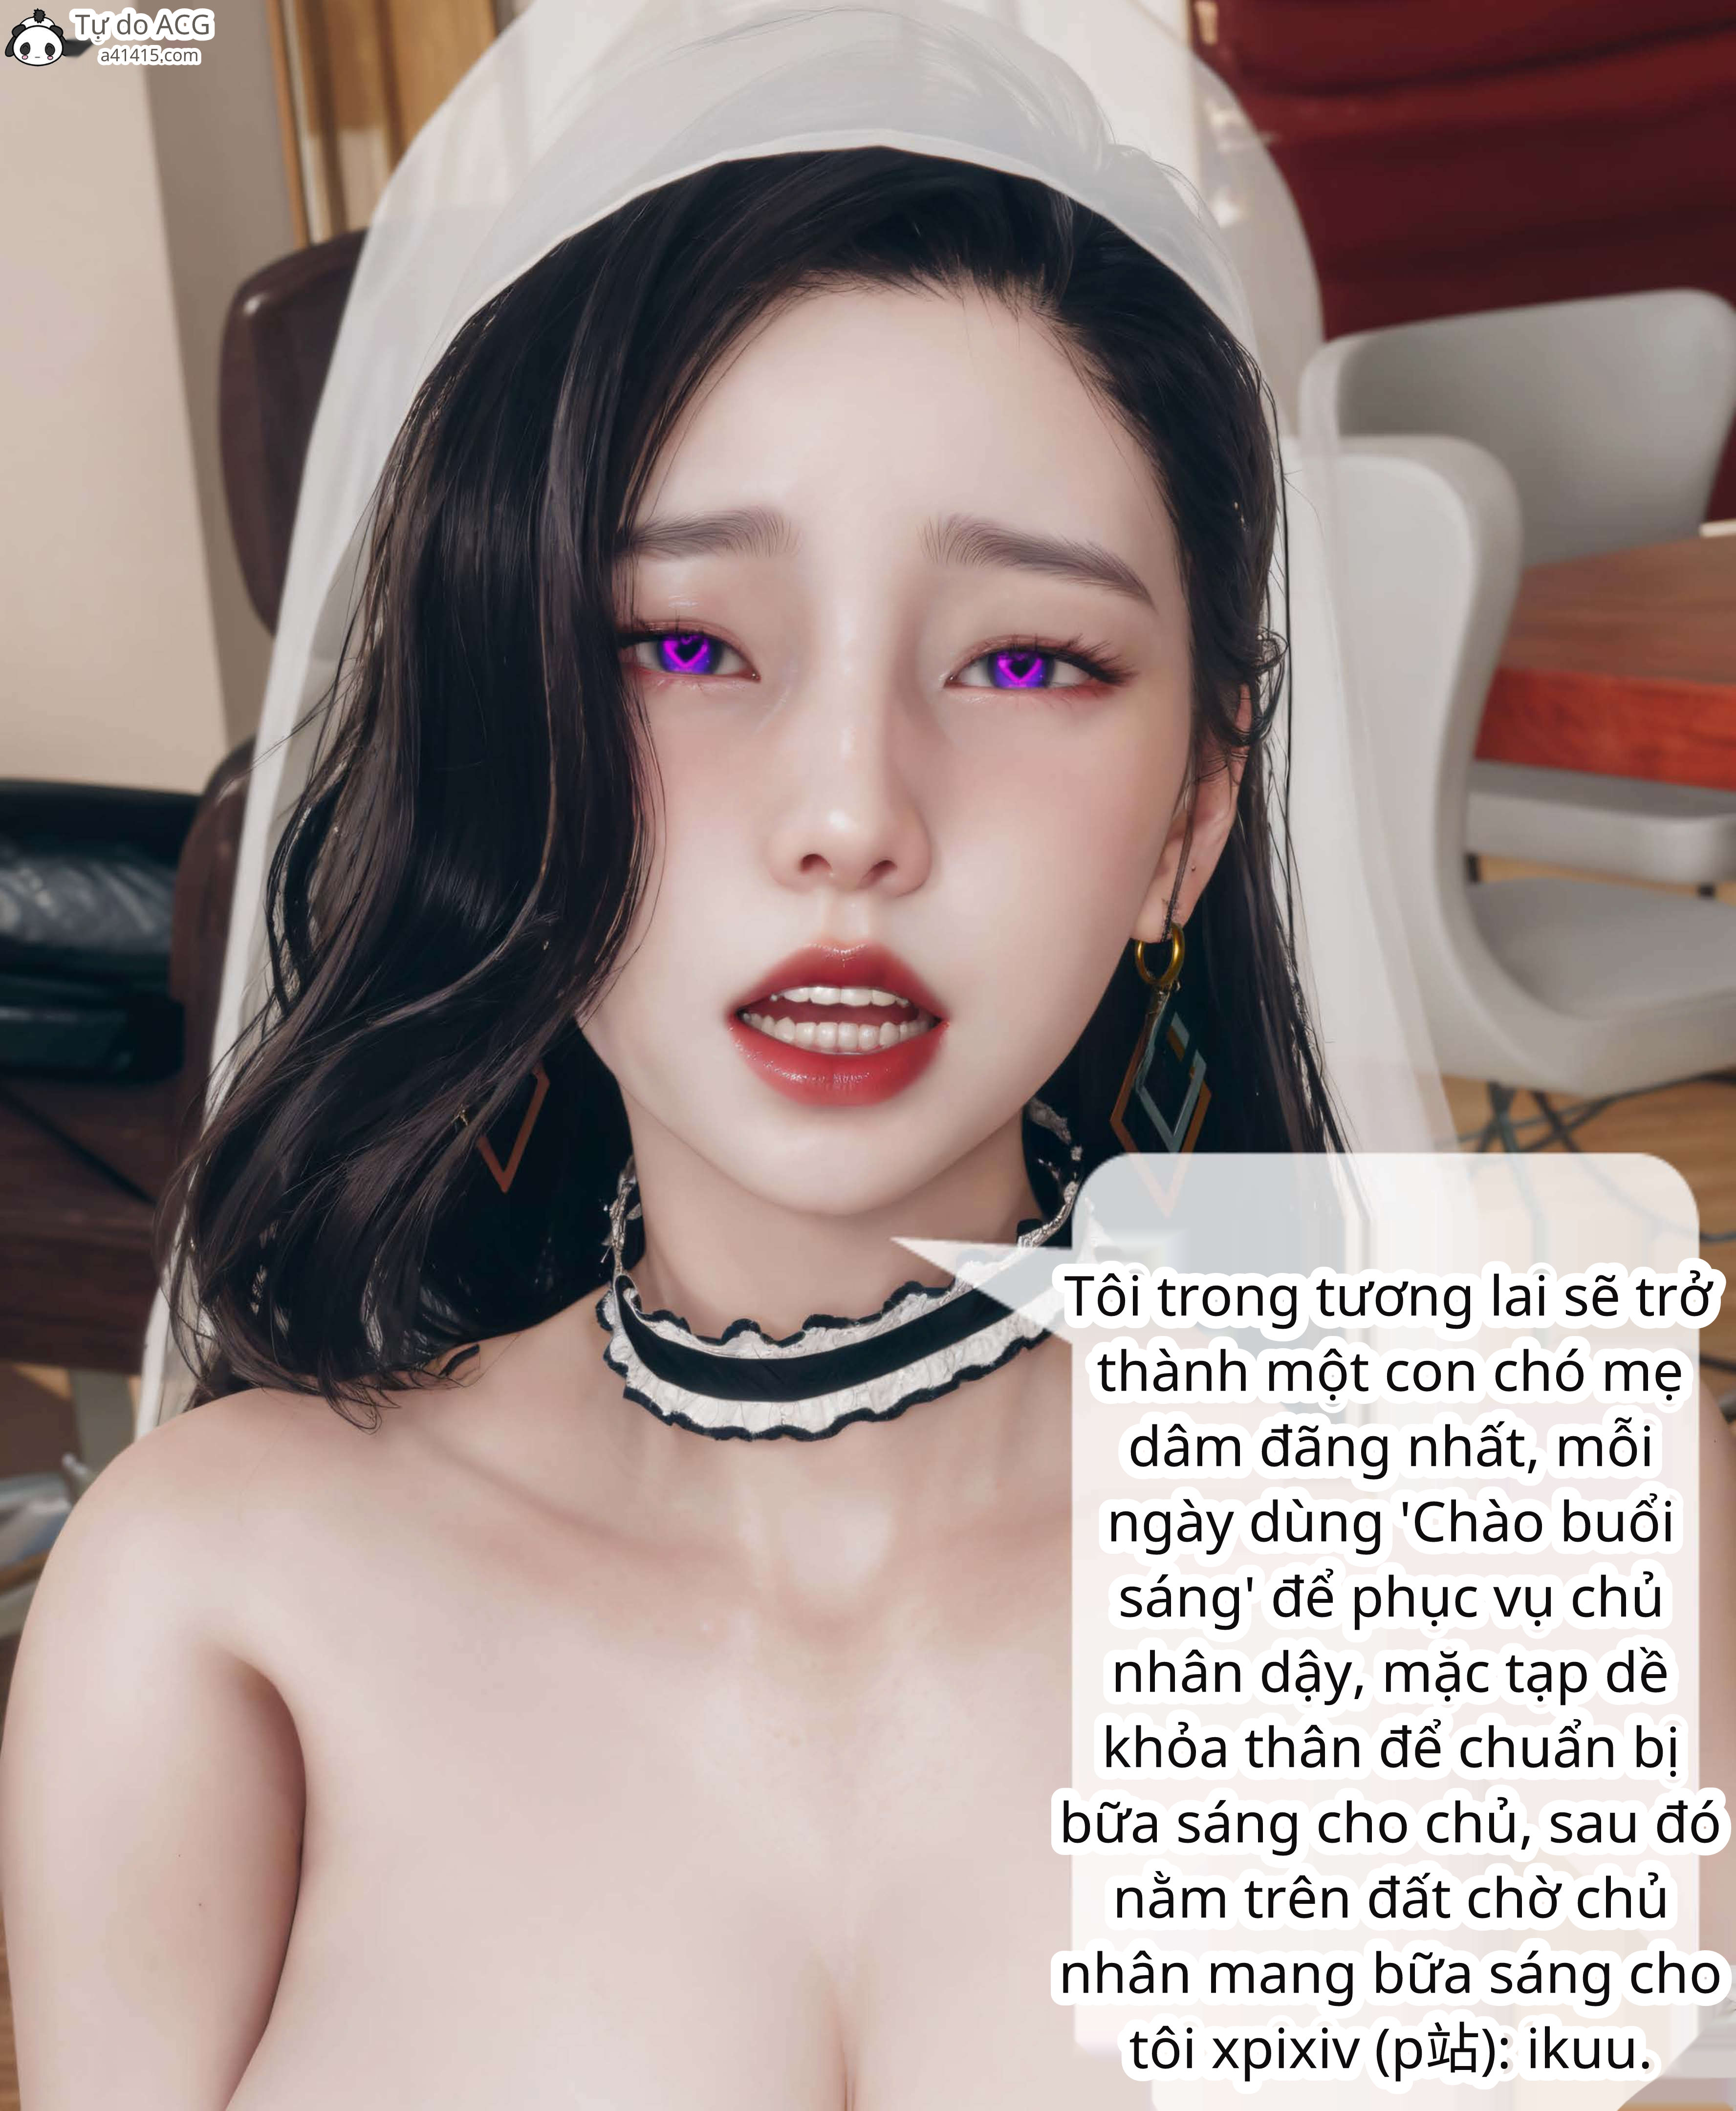 Tự do ACG
a41415.com
Tôi trong tương lai sẽ trở
thành một con chó mẹ
dâm đãng nhất, mỗi
ngày dùng 'Chào buổi
sáng' để phục vụ chủ
nhân dậy, mặc tạp dề
khỏa thân để chuẩn bị
bữa sáng cho chủ, sau đó
nằm trên đất chờ chủ
nhân mang bữa sáng cho
tôi xpixiv (p站): ikuu.